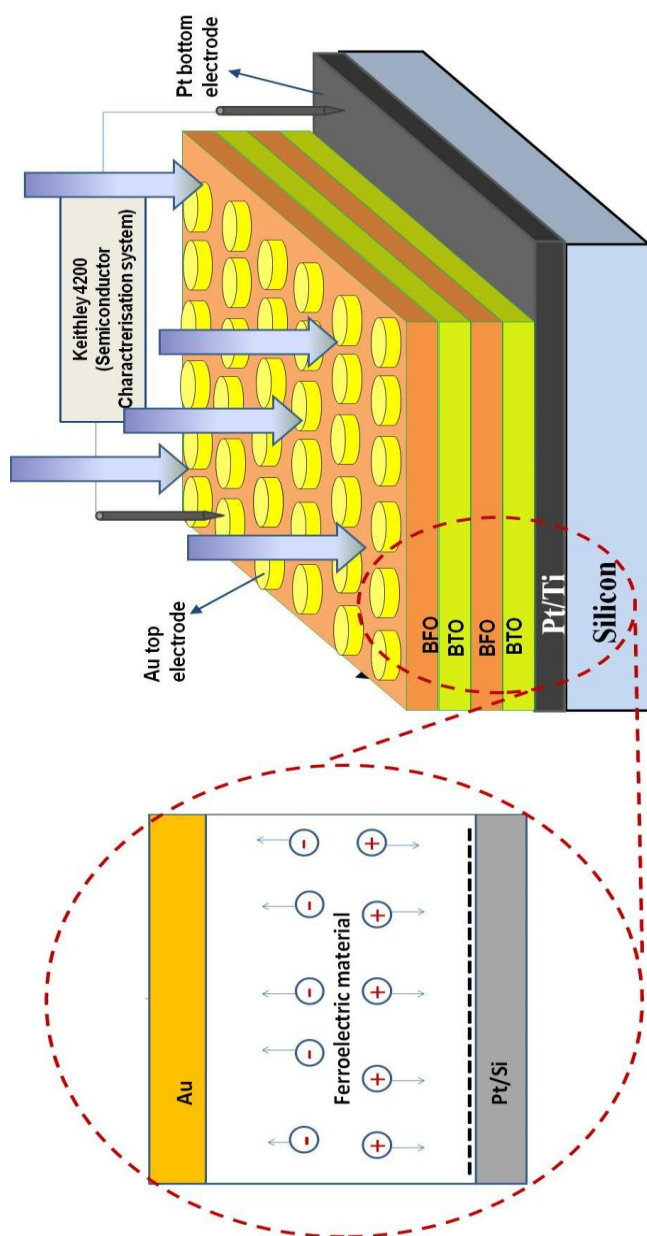 Keithley 4200
(Semiconductor
Charactrerisation system)
Pt bottom
electrode
Au top
electrode
BFO
BTO
BFO
BTO
Pt/Ti
Silicon
Au
-
-
-
-
-
Ferroelectric material
+
+
+
+
+
Pt/Si